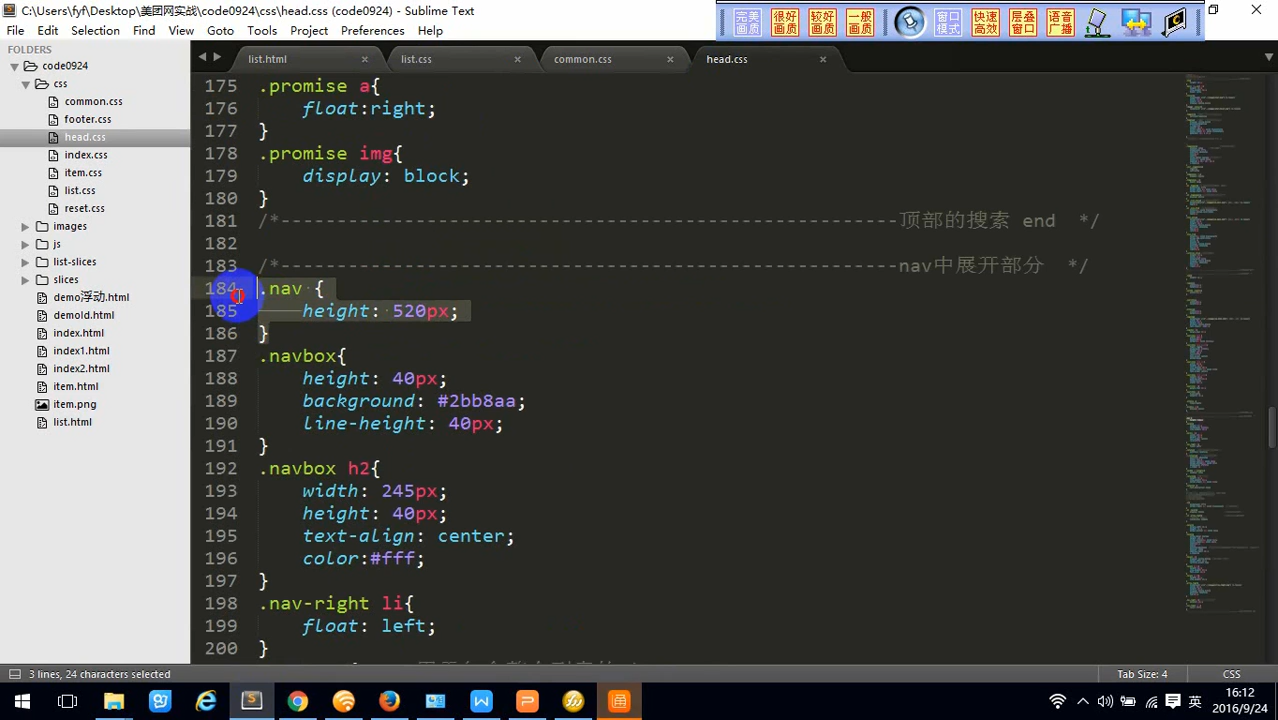 C:\Users\fyf\Desktop\美团网实战\code0924\css\head.css (code0924) - Sublime Text
完美画质 很好画质 较好画质 一般画质 窗口模式 快速高效 层叠窗口 语音广播
File Edit Selection Find View Goto Tools Project Preferences Help
FOLDERS
code0924
css
common.css
footer.css
head.css
index.css
item.css
list.css
reset.css
images
js
list-slices
slices
demo浮动.html
demold.html
index.html
index1.html
index2.html
item.html
item.png
list.html
list.html list.css common.css head.css
175 .promise a{
176 float:right;
177 }
178 .promise img{
179 display: block;
180 }
181 /*---------------------------------------------------------顶部的搜索 end */
182
183 /*---------------------------------------------------------nav中展开部分 */
184 .nav {
185 height: 520px;
186 }
187 .navbox{
188 height: 40px;
189 background: #2bb8aa;
190 line-height: 40px;
191 }
192 .navbox h2{
193 width: 245px;
194 height: 40px;
195 text-align: center;
196 color:#fff;
197 }
198 .nav-right li{
199 float: left;
200 }
3 lines, 24 characters selected
Tab Size: 4 CSS
英
16:12
2016/9/24